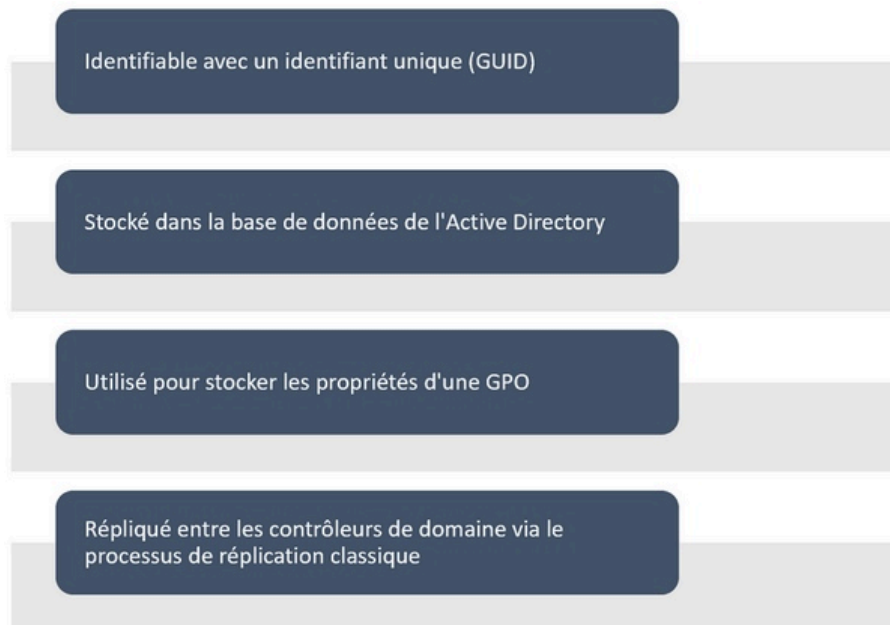 Identifiable avec un identifiant unique (GUID)
Stocké dans la base de données de l'Active Directory
Utilisé pour stocker les propriétés d'une GPO
Répliqué entre les contrôleurs de domaine via le
processus de réplication classique